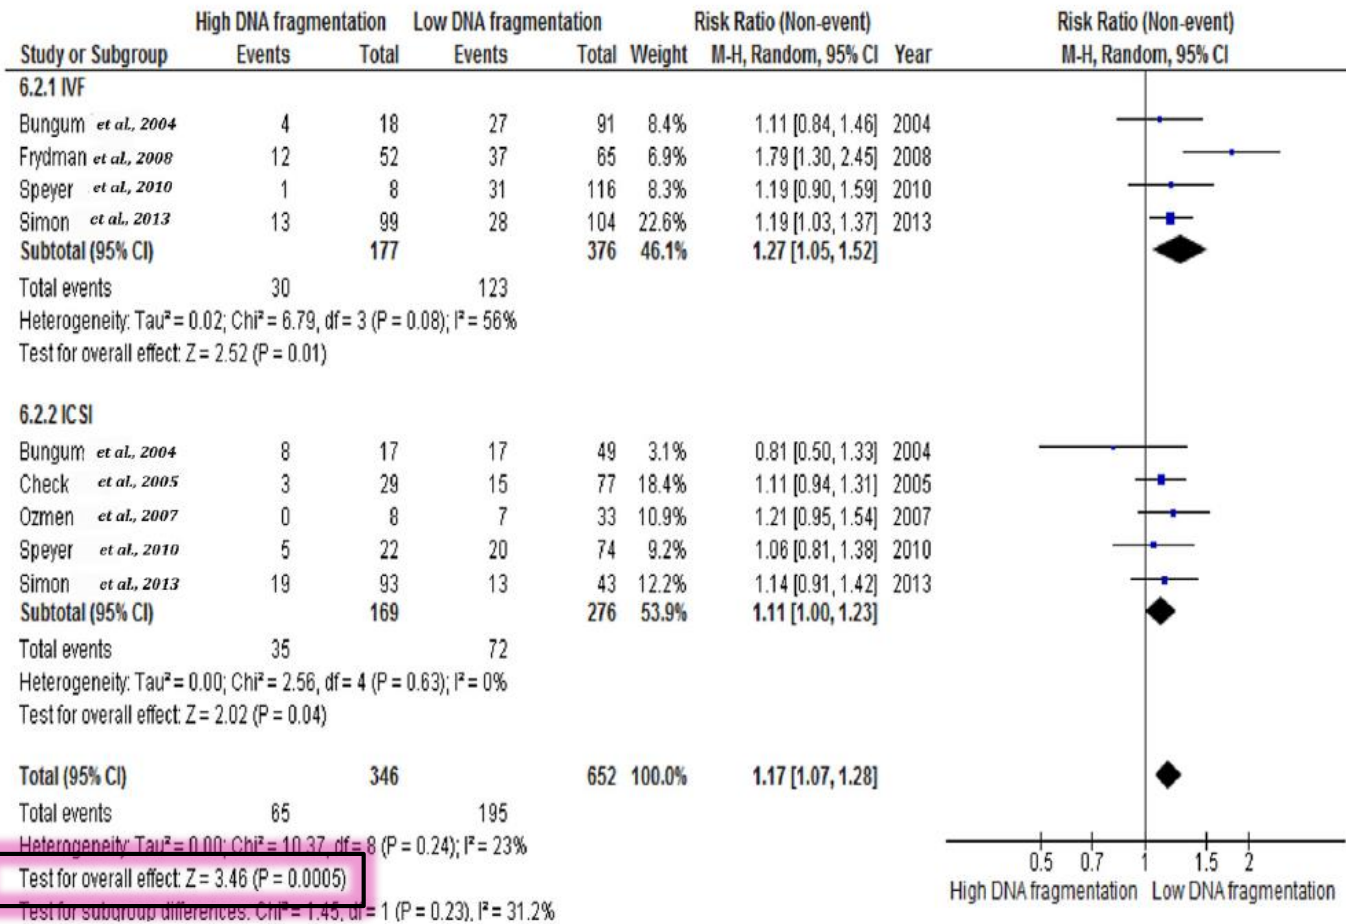 High DNA fragmentation Low DNA fragmentation Risk Ratio (Non-event) Risk Ratio (Non-event)
Study or Subgroup Events Total Events Total Weight M-H, Random, 95% CI Year M-H, Random, 95% CI
6.2.1 IVF
Bungum et al., 2004 4 18 27 91 8.4% 1.11 [0.84, 1.46] 2004
Frydman et al., 2008 12 52 37 65 6.9% 1.79 [1.30, 2.45] 2008
Speyer et al., 2010 1 8 31 116 8.3% 1.19 [0.90, 1.59] 2010
Simon et al., 2013 13 99 28 104 22.6% 1.19 [1.03, 1.37] 2013
Subtotal (95% CI) 177 376 46.1% 1.27 [1.05, 1.52]
Total events 30 123
Heterogeneity: Tau² = 0.02; Chi² = 6.79, df = 3 (P = 0.08); I² = 56%
Test for overall effect: Z = 2.52 (P = 0.01)
6.2.2 ICSI
Bungum et al., 2004 8 17 17 49 3.1% 0.81 [0.50, 1.33] 2004
Check et al., 2005 3 29 15 77 18.4% 1.11 [0.94, 1.31] 2005
Ozmen et al., 2007 0 8 7 33 10.9% 1.21 [0.95, 1.54] 2007
Speyer et al., 2010 5 22 20 74 9.2% 1.06 [0.81, 1.38] 2010
Simon et al., 2013 19 93 13 43 12.2% 1.14 [0.91, 1.42] 2013
Subtotal (95% CI) 169 276 53.9% 1.11 [1.00, 1.23]
Total events 35 72
Heterogeneity: Tau² = 0.00; Chi² = 2.56, df = 4 (P = 0.63); I² = 0%
Test for overall effect: Z = 2.02 (P = 0.04)
Total (95% CI) 346 652 100.0% 1.17 [1.07, 1.28]
Total events 65 195
Heterogeneity: Tau² = 0.00; Chi² = 10.37, df = 8 (P = 0.24); I² = 23%
Test for overall effect: Z = 3.46 (P = 0.0005)
Test for subgroup differences: Chi² = 1.45, df = 1 (P = 0.23), I² = 31.2%
0.5 0.7 1 1.5 2
High DNA fragmentation Low DNA fragmentation